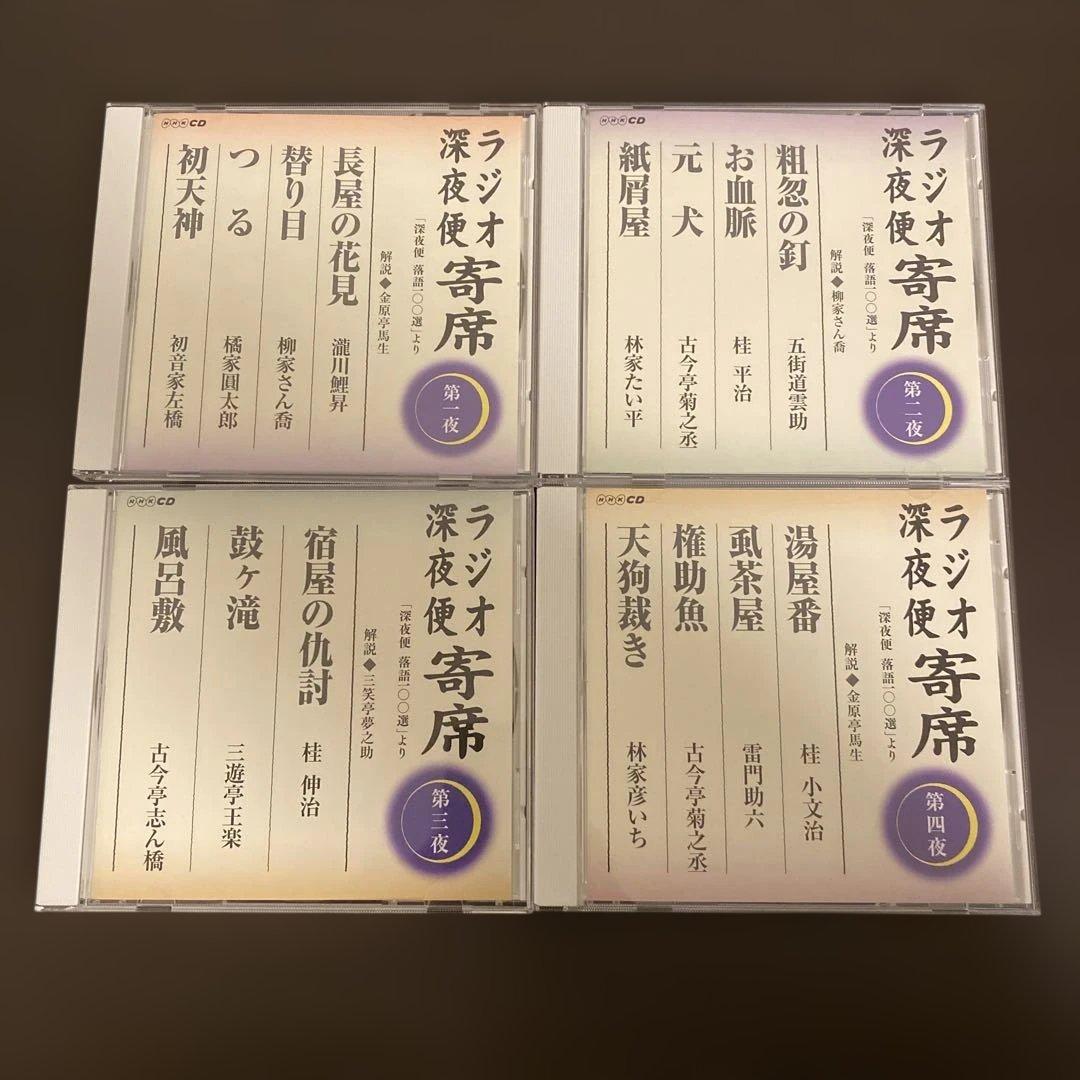 NHK CD
ラジオ深夜便
寄席
第一夜
「深夜便 落語一〇〇選」より
解説◆金原亭馬生
長屋の花見 瀧川鯉昇
替り目 柳家さん喬
つる 橘家圓太郎
初天神 初音家左橋
NHK CD
ラジオ深夜便
寄席
第二夜
「深夜便 落語一〇〇選」より
解説◆柳家さん喬
粗忽の釘 五街道雲助
お血脈 桂 平治
元犬 古今亭菊之丞
紙屑屋 林家たい平
NHK CD
ラジオ深夜便
寄席
第三夜
「深夜便 落語一〇〇選」より
解説◆三笑亭夢之助
宿屋の仇討 桂 伸治
鼓ヶ滝 三遊亭王楽
風呂敷 古今亭志ん橋
NHK CD
ラジオ深夜便
寄席
第四夜
「深夜便 落語一〇〇選」より
解説◆金原亭馬生
湯屋番 桂 小文治
虱茶屋 雷門助六
権助魚 古今亭菊之丞
天狗裁き 林家彦いち